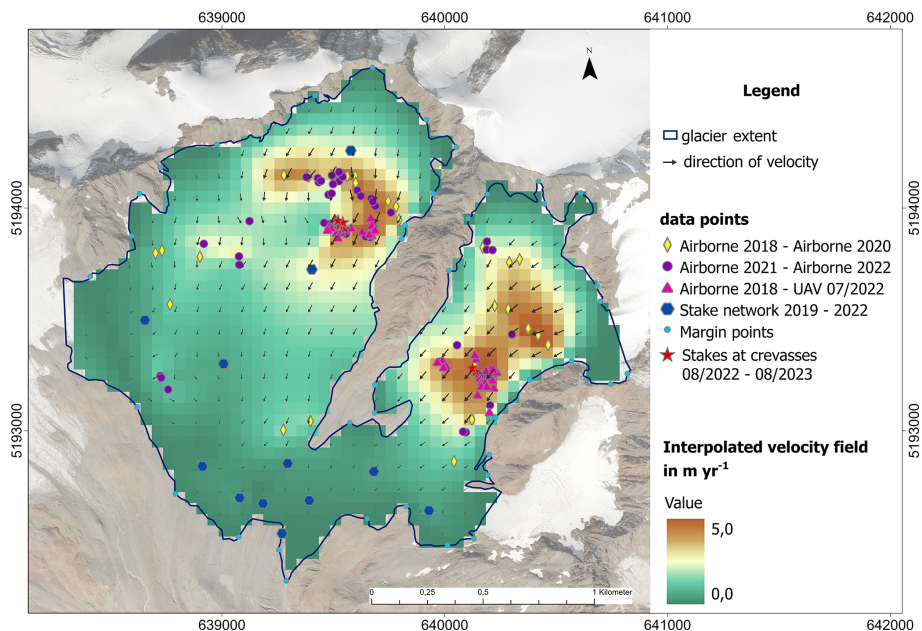 639000 640000 641000 642000
N
Legend
glacier extent
direction of velocity
5194000 5194000
data points
Airborne 2018 - Airborne 2020
Airborne 2021 - Airborne 2022
Airborne 2018 - UAV 07/2022
Stake network 2019 - 2022
Margin points
Stakes at crevasses
08/2022 - 08/2023
5193000 5193000
Interpolated velocity field
in m yr⁻¹
Value
5,0
0,0
0 0,25 0,5 1 Kilometer
639000 640000 641000 642000